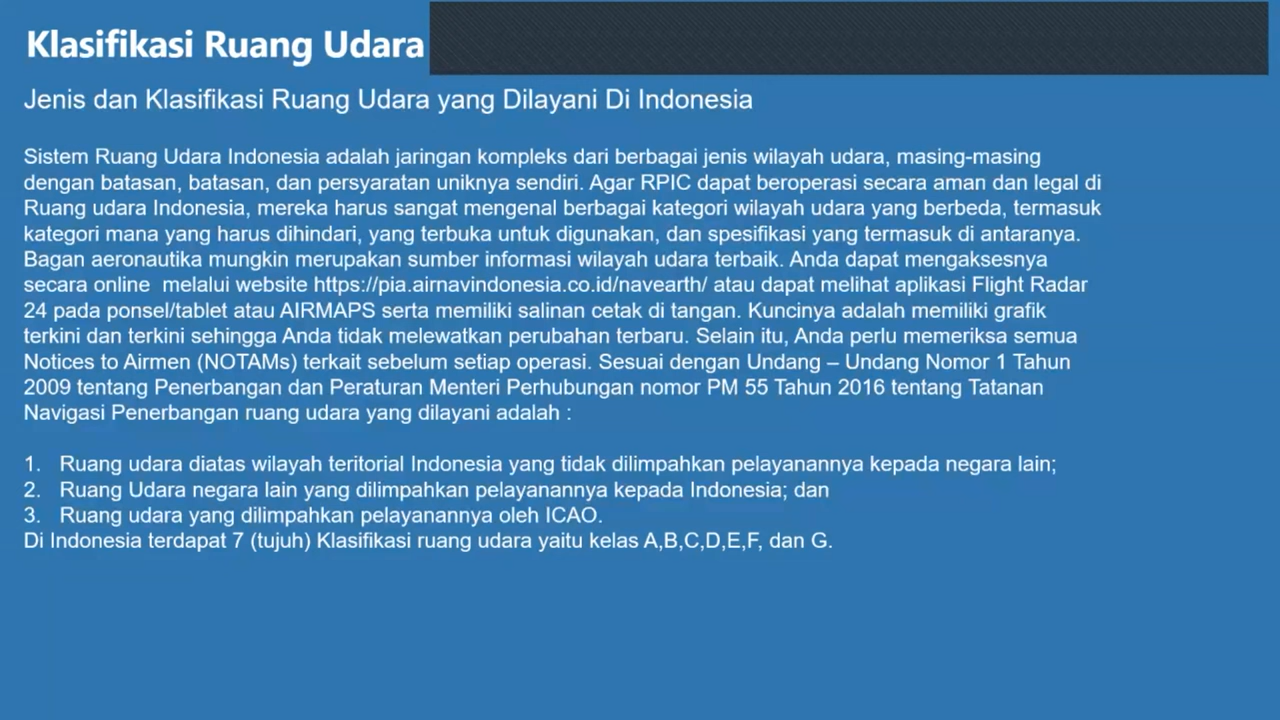 Klasifikasi Ruang Udara
Jenis dan Klasifikasi Ruang Udara yang Dilayani Di Indonesia
Sistem Ruang Udara Indonesia adalah jaringan kompleks dari berbagai jenis wilayah udara, masing-masing
dengan batasan, batasan, dan persyaratan uniknya sendiri. Agar RPIC dapat beroperasi secara aman dan legal di
Ruang udara Indonesia, mereka harus sangat mengenal berbagai kategori wilayah udara yang berbeda, termasuk
kategori mana yang harus dihindari, yang terbuka untuk digunakan, dan spesifikasi yang termasuk di antaranya.
Bagan aeronautika mungkin merupakan sumber informasi wilayah udara terbaik. Anda dapat mengaksesnya
secara online  melalui website https://pia.airnavindonesia.co.id/navearth/ atau dapat melihat aplikasi Flight Radar
24 pada ponsel/tablet atau AIRMAPS serta memiliki salinan cetak di tangan. Kuncinya adalah memiliki grafik
terkini dan terkini sehingga Anda tidak melewatkan perubahan terbaru. Selain itu, Anda perlu memeriksa semua
Notices to Airmen (NOTAMs) terkait sebelum setiap operasi. Sesuai dengan Undang – Undang Nomor 1 Tahun
2009 tentang Penerbangan dan Peraturan Menteri Perhubungan nomor PM 55 Tahun 2016 tentang Tatanan
Navigasi Penerbangan ruang udara yang dilayani adalah :
1. Ruang udara diatas wilayah teritorial Indonesia yang tidak dilimpahkan pelayanannya kepada negara lain;
2. Ruang Udara negara lain yang dilimpahkan pelayanannya kepada Indonesia; dan
3. Ruang udara yang dilimpahkan pelayanannya oleh ICAO.
Di Indonesia terdapat 7 (tujuh) Klasifikasi ruang udara yaitu kelas A,B,C,D,E,F, dan G.